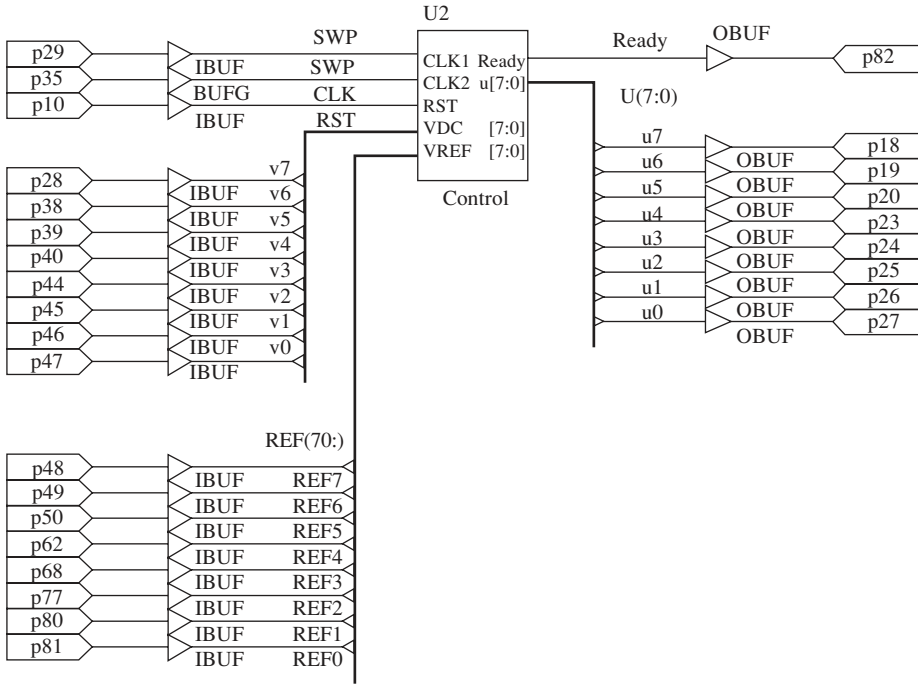 U2
p29 IBUF SWP CLK1 Ready Ready OBUF p82
p35 BUFG SWP CLK2 u[7:0] U(7:0)
p10 IBUF CLK RST
RST VDC [7:0]
VREF [7:0]
Control
p28 IBUF v7
p38 IBUF v6
p39 IBUF v5
p40 IBUF v4
p44 IBUF v3
p45 IBUF v2
p46 IBUF v1
p47 IBUF v0
u7 OBUF p18
u6 OBUF p19
u5 OBUF p20
u4 OBUF p23
u3 OBUF p24
u2 OBUF p25
u1 OBUF p26
u0 OBUF p27
REF(70:)
p48 IBUF REF7
p49 IBUF REF6
p50 IBUF REF5
p62 IBUF REF4
p68 IBUF REF3
p77 IBUF REF2
p80 IBUF REF1
p81 IBUF REF0